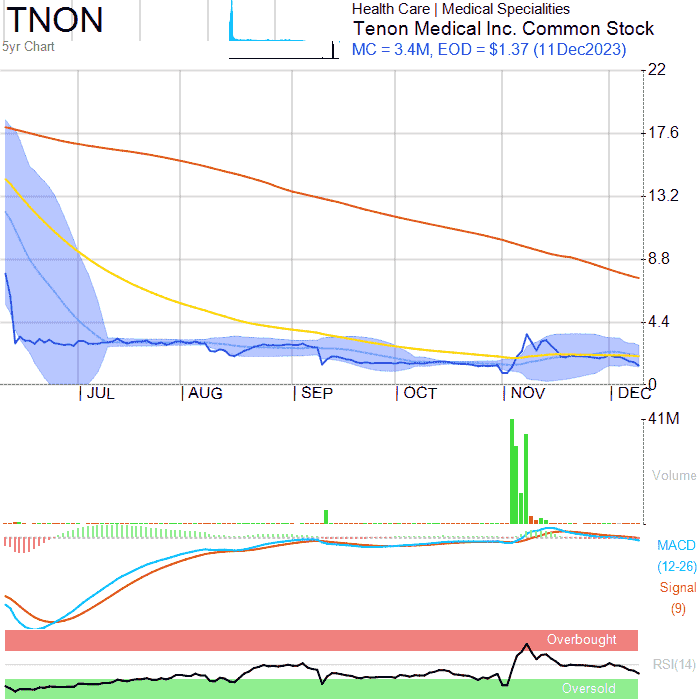 TNON
5yr Chart
Health Care | Medical Specialities
Tenon Medical Inc. Common Stock
MC = 3.4M, EOD = $1.37 (11Dec2023)
22
17.6
13.2
8.8
4.4
0
JUL AUG SEP OCT NOV DEC
41M
Volume
MACD
(12-26)
Signal
(9)
Overbought
RSI(14)
Oversold